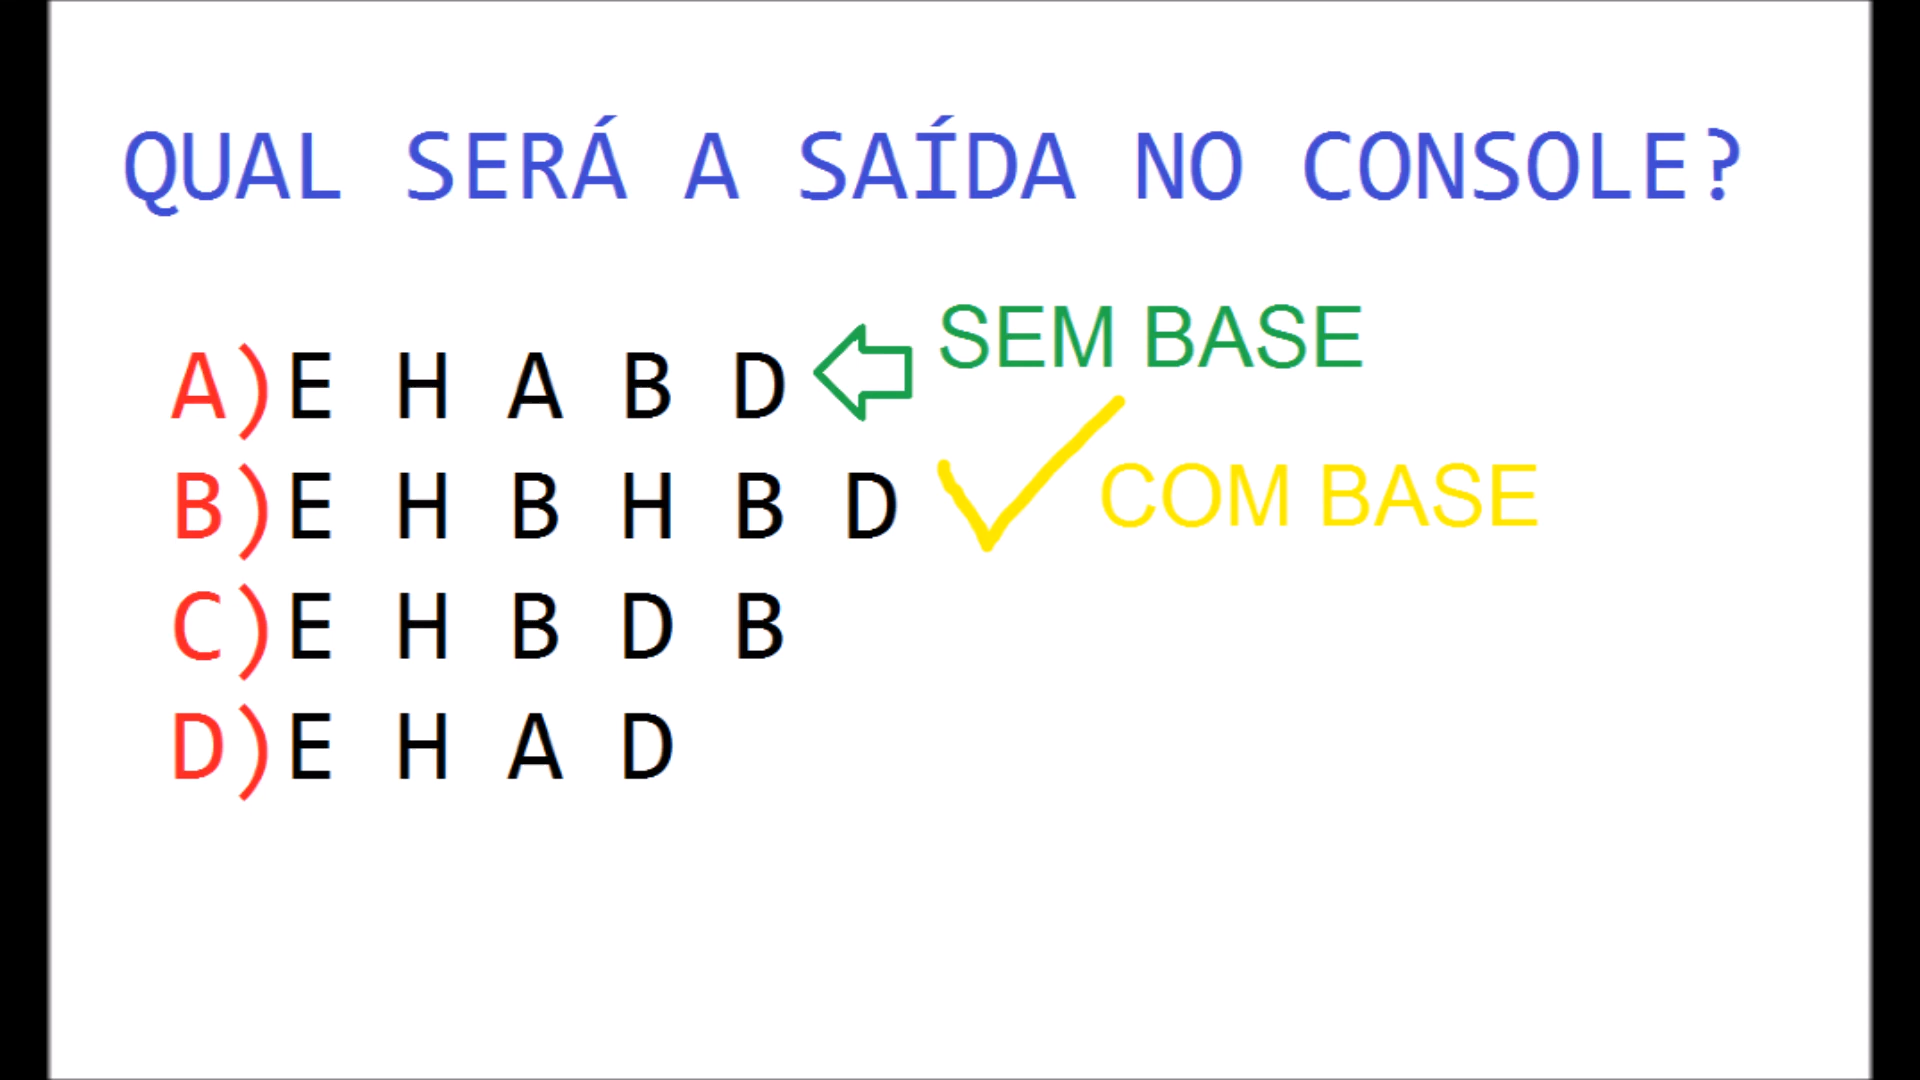 QUAL SERÁ A SAÍDA NO CONSOLE?
A)E H A B D SEM BASE
B)E H B H B D COM BASE
C)E H B D B
D)E H A D